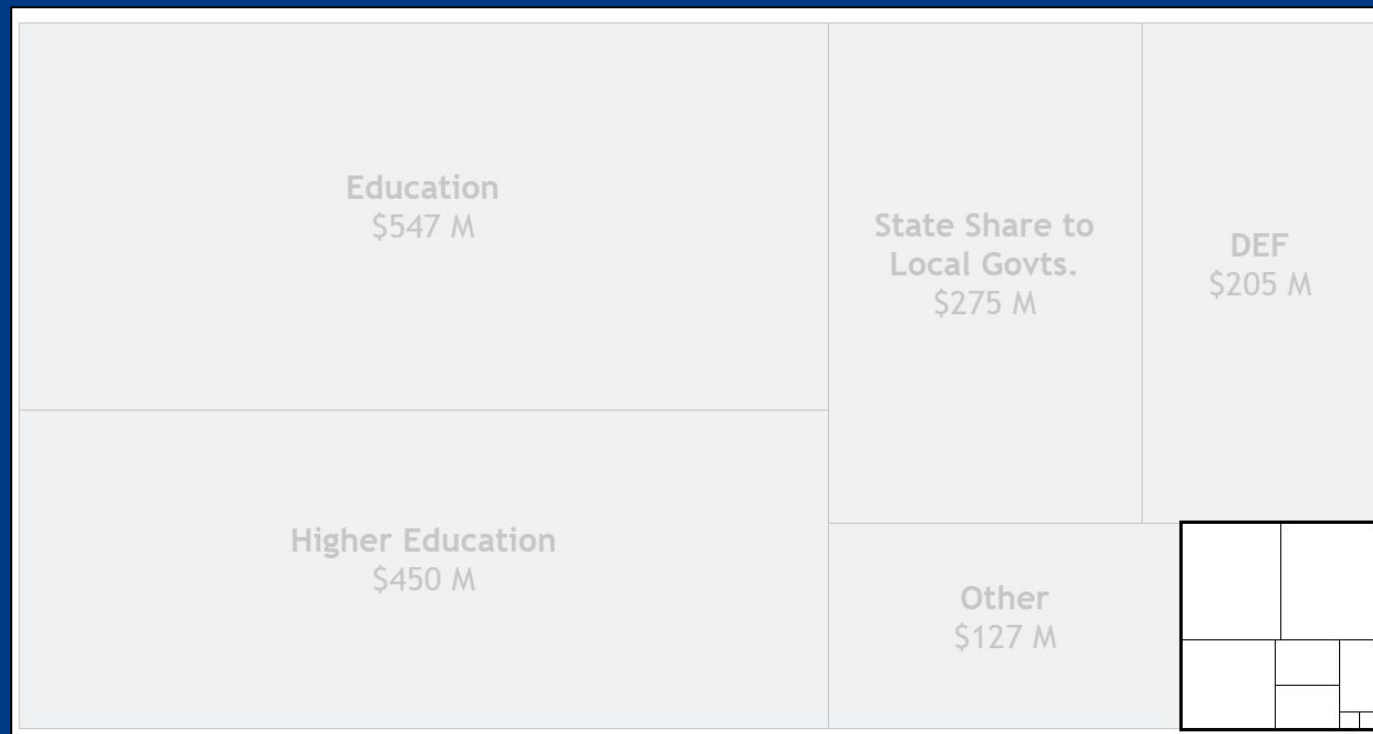 Education
$547 M
State Share to
Local Govts.
$275 M
DEF
$205 M
Higher Education
$450 M
Other
$127 M